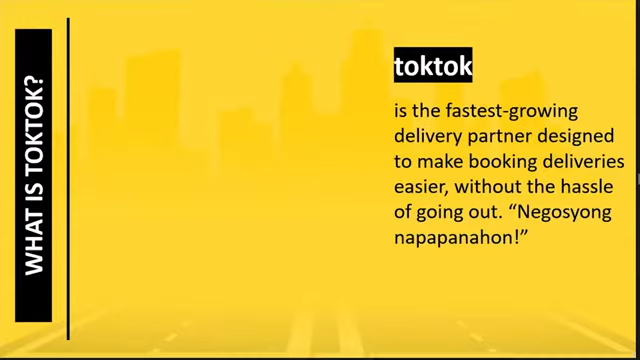 WHAT IS TOKTOK?
toktok
is the fastest-growing
delivery partner designed
to make booking deliveries
easier, without the hassle
of going out. “Negosyong
napapanahon!”